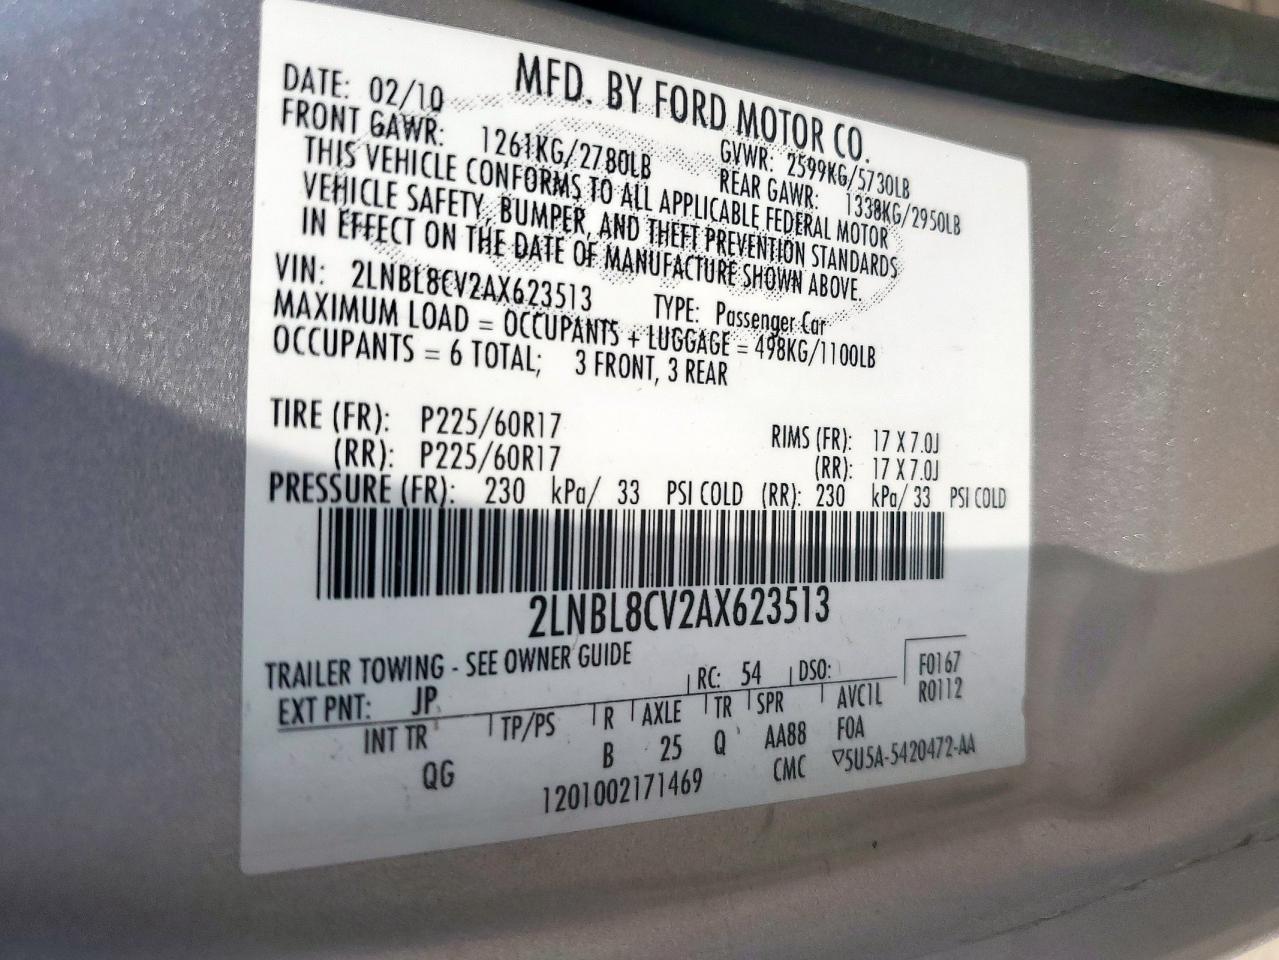 MFD. BY FORD MOTOR CO.
DATE: 02/10 GVWR: 2599KG/5730LB
FRONT GAWR: 1261KG/2780LB REAR GAWR: 1338KG/2950LB
THIS VEHICLE CONFORMS TO ALL APPLICABLE FEDERAL MOTOR
VEHICLE SAFETY, BUMPER, AND THEFT PREVENTION STANDARDS
IN EFFECT ON THE DATE OF MANUFACTURE SHOWN ABOVE.
VIN: 2LNBL8CV2AX623513 TYPE: Passenger Car
MAXIMUM LOAD = OCCUPANTS + LUGGAGE = 498KG/1100LB
OCCUPANTS = 6 TOTAL; 3 FRONT, 3 REAR
TIRE (FR): P225/60R17 RIMS (FR): 17 X 7.0J
(RR): P225/60R17 (RR): 17 X 7.0J
PRESSURE (FR): 230 kPa/ 33 PSI COLD (RR): 230 kPa/ 33 PSI COLD
2LNBL8CV2AX623513
TRAILER TOWING - SEE OWNER GUIDE
EXT PNT: JP RC: 54 DSO: F0167
R0112
INT TR TP/PS R AXLE TR SPR AVCIL
QG B 25 Q AA88 FOA
1201002171469 CMC ▽5U5A-5420472-AA